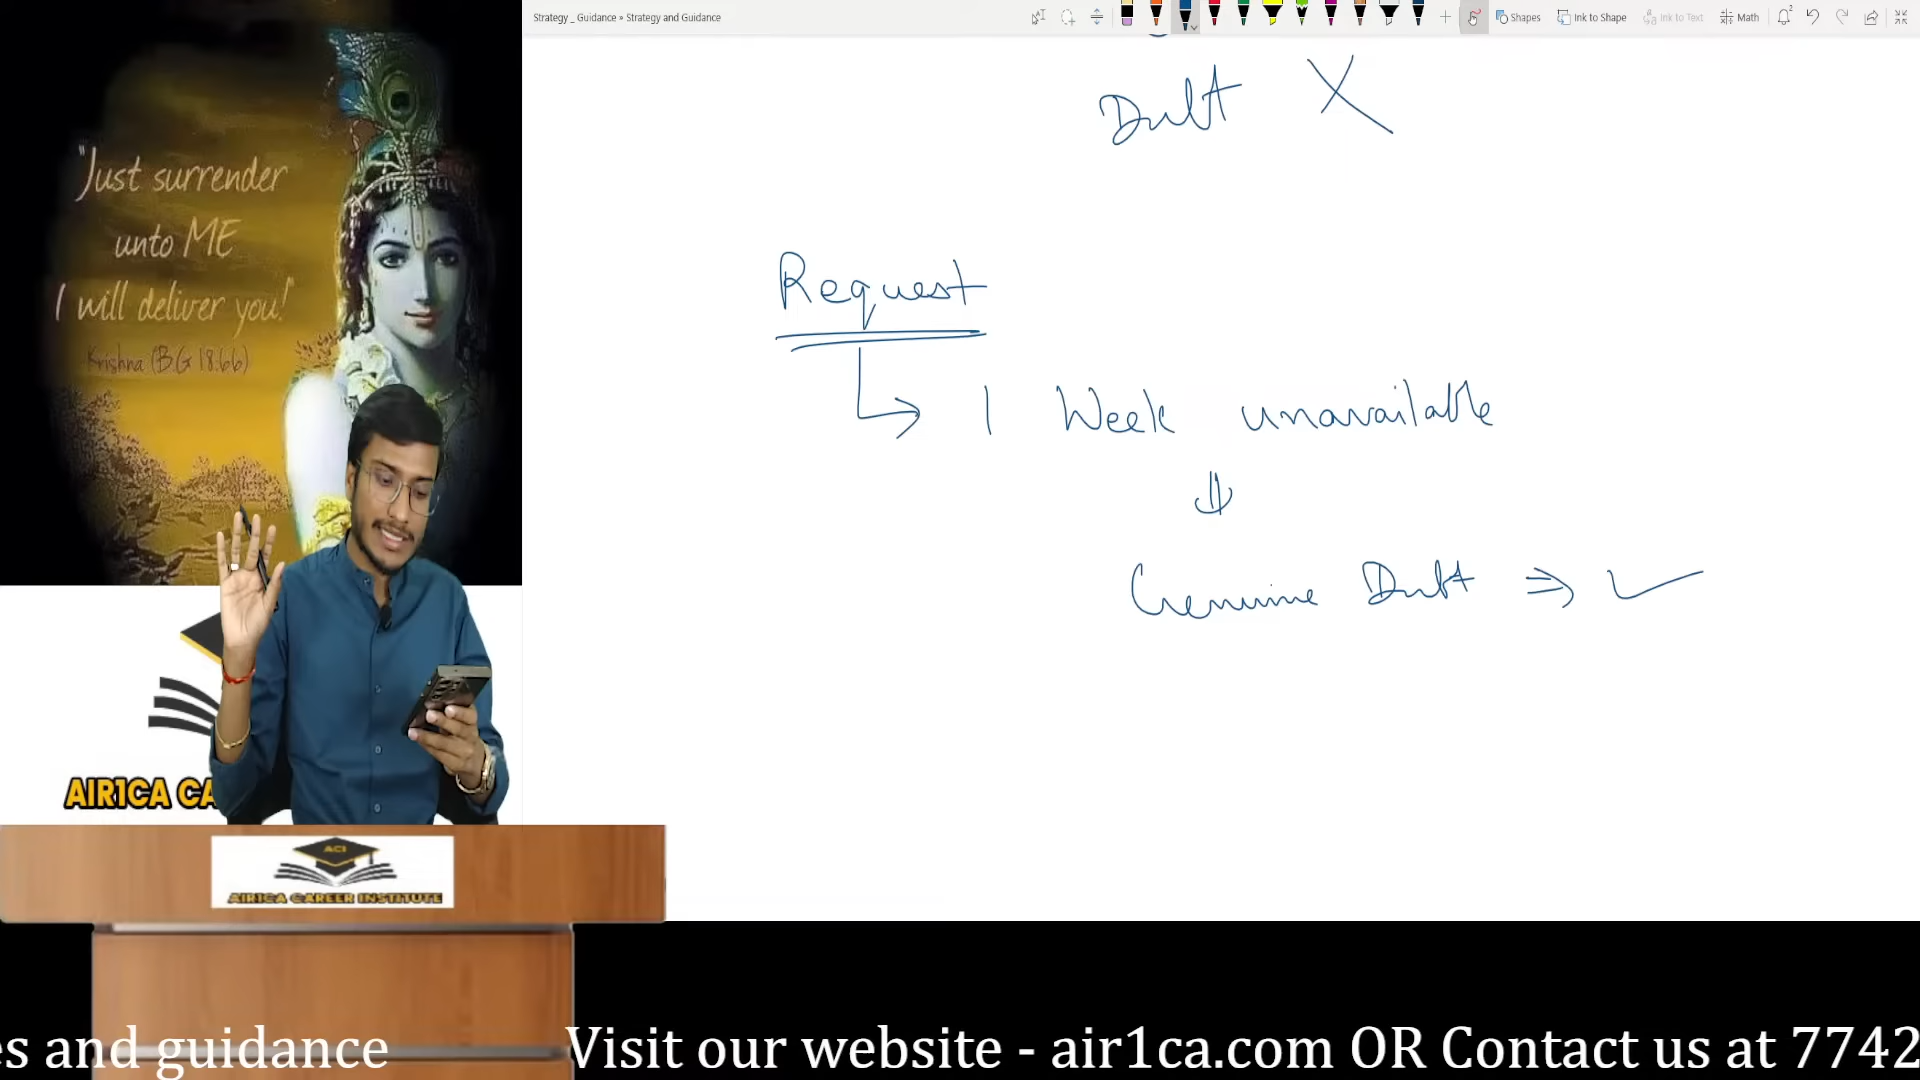 Strategy _ Guidance » Strategy and Guidance
Shapes
Ink to Shape
Ink to Text
Math
Doubt X
"Just surrender
unto ME
I will deliver you!"
Krishna (B.G 18.66)
Request
1 Week unavailable
Genuine Doubt ⇒ ✓
AIR1CA CA
ACI
AIR1CA CAREER INSTITUTE
es and guidance Visit our website - air1ca.com OR Contact us at 7742